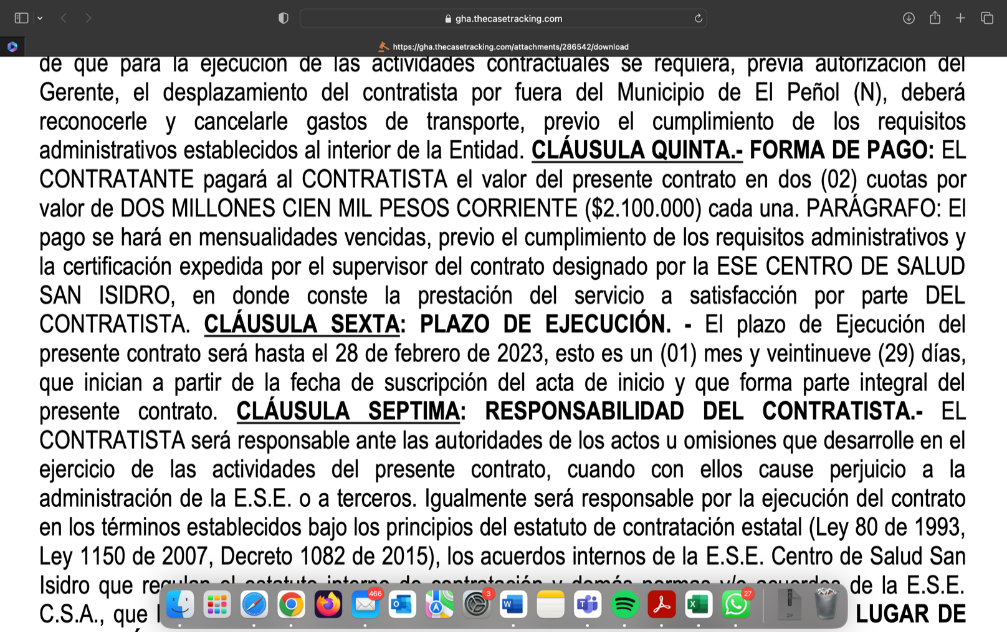 gha.thecasetracking.com
https://gha.thecasetracking.com/attachments/286542/download
de que para la ejecución de las actividades contractuales se requiera, previa autorización del
Gerente, el desplazamiento del contratista por fuera del Municipio de El Peñol (N), deberá
reconocerle y cancelarle gastos de transporte, previo el cumplimiento de los requisitos
administrativos establecidos al interior de la Entidad. CLÁUSULA QUINTA.- FORMA DE PAGO: EL
CONTRATANTE pagará al CONTRATISTA el valor del presente contrato en dos (02) cuotas por
valor de DOS MILLONES CIEN MIL PESOS CORRIENTE ($2.100.000) cada una. PARÁGRAFO: El
pago se hará en mensualidades vencidas, previo el cumplimiento de los requisitos administrativos y
la certificación expedida por el supervisor del contrato designado por la ESE CENTRO DE SALUD
SAN ISIDRO, en donde conste la prestación del servicio a satisfacción por parte DEL
CONTRATISTA. CLÁUSULA SEXTA: PLAZO DE EJECUCIÓN. - El plazo de Ejecución del
presente contrato será hasta el 28 de febrero de 2023, esto es un (01) mes y veintinueve (29) días,
que inician a partir de la fecha de suscripción del acta de inicio y que forma parte integral del
presente contrato. CLÁUSULA SEPTIMA: RESPONSABILIDAD DEL CONTRATISTA.- EL
CONTRATISTA será responsable ante las autoridades de los actos u omisiones que desarrolle en el
ejercicio de las actividades del presente contrato, cuando con ellos cause perjuicio a la
administración de la E.S.E. o a terceros. Igualmente será responsable por la ejecución del contrato
en los términos establecidos bajo los principios del estatuto de contratación estatal (Ley 80 de 1993,
Ley 1150 de 2007, Decreto 1082 de 2015), los acuerdos internos de la E.S.E. Centro de Salud San
Isidro que regulan el estatuto interno de contratación y demás normas y/o acuerdos de la E.S.E.
C.S.A., que LUGAR DE
466
3
27